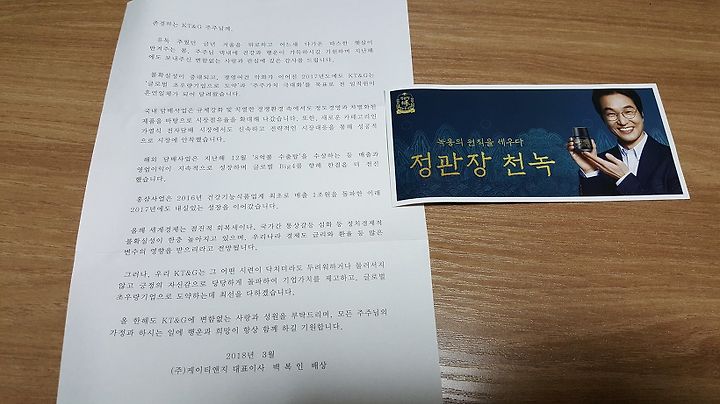 존경하는 KT&G 주주님께,
유독 추웠던 금년 겨울을 뒤로하고 어느새 다가온 따스한 햇살이
반겨주는 봄, 주주님 댁내에 건강과 행운이 가득하시길 기원하며 지난해
에도 보내주신 변함없는 사랑과 관심에 깊은 감사를 드립니다.
불확실성이 증대되고, 경영여건 악화가 이어진 2017년도에도 KT&G는
'글로벌 초우량기업으로 도약'과 '주주가치 극대화'를 목표로 전 임직원이
혼연일체가 되어 달려왔습니다.
국내 담배사업은 규제강화 및 치열한 경쟁환경 속에서도 정도경영과 차별화된
제품을 바탕으로 시장점유율을 확대해 나갔습니다. 또한, 새로운 카테고리인
가열식 전자담배 시장에서도 신속하고 전략적인 시장대응을 통해 성공적
으로 시장에 안착했습니다.
해외 담배사업은 지난해 12월 '8억불 수출탑'을 수상하는 등 매출과
영업이익이 지속적으로 성장하며 글로벌 Big4를 향해 한걸음 더 전진
했습니다.
홍삼사업은 2016년 건강기능식품업계 최초로 매출 1조원을 돌파한 이래
2017년도에도 내실있는 성장을 이어갔습니다.
올해 세계경제는 점진적 회복세이나, 국가간 통상갈등 심화 등 정치경제적
불확실성이 한층 높아지고 있으며, 우리나라 경제도 금리와 환율 등 많은
변수의 영향을 받으리라고 전망됩니다.
그러나, 우리 KT&G는 그 어떤 시련이 닥치더라도 두려워하거나 물러서지
않고 긍정의 자신감으로 당당하게 돌파하여 기업가치를 제고하고, 글로벌
초우량기업으로 도약하는데 최선을 다하겠습니다.
올 한해도 KT&G에 변함없는 사랑과 성원을 부탁드리며, 모든 주주님의
가정과 하시는 일에 행운과 희망이 항상 함께 하길 기원합니다.
2018년 3월
(주)케이티앤지 대표이사 백복인 배상
녹용의 원칙을 세우다
정관장 천녹